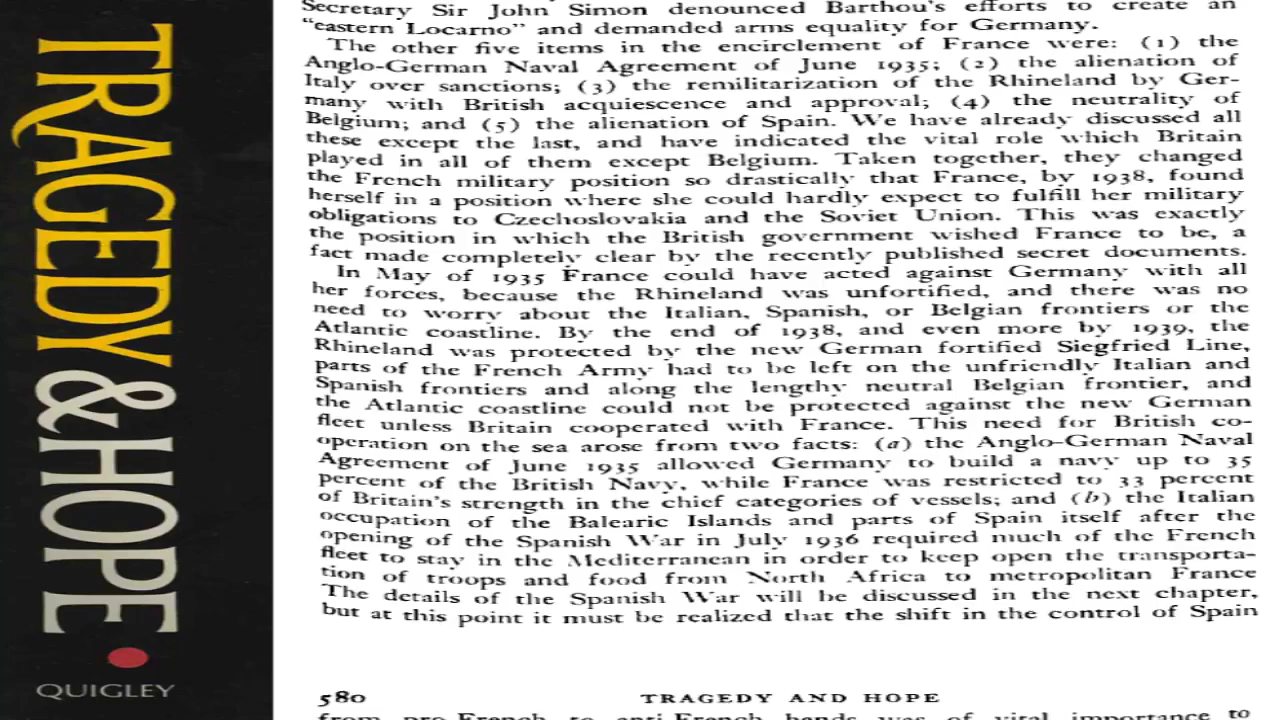 TRAGEDY & HOPE
QUIGLEY
Secretary Sir John Simon denounced Barthou's efforts to create an
"eastern Locarno" and demanded arms equality for Germany.
The other five items in the encirclement of France were: (1) the
Anglo-German Naval Agreement of June 1935; (2) the alienation of
Italy over sanctions; (3) the remilitarization of the Rhineland by Ger-
many with British acquiescence and approval; (4) the neutrality of
Belgium; and (5) the alienation of Spain. We have already discussed all
these except the last, and have indicated the vital role which Britain
played in all of them except Belgium. Taken together, they changed
the French military position so drastically that France, by 1938, found
herself in a position where she could hardly expect to fulfill her military
obligations to Czechoslovakia and the Soviet Union. This was exactly
the position in which the British government wished France to be, a
fact made completely clear by the recently published secret documents.
In May of 1935 France could have acted against Germany with all
her forces, because the Rhineland was unfortified, and there was no
need to worry about the Italian, Spanish, or Belgian frontiers or the
Atlantic coastline. By the end of 1938, and even more by 1939, the
Rhineland was protected by the new German fortified Siegfried Line,
parts of the French Army had to be left on the unfriendly Italian and
Spanish frontiers and along the lengthy neutral Belgian frontier, and
the Atlantic coastline could not be protected against the new German
fleet unless Britain cooperated with France. This need for British co-
operation on the sea arose from two facts: (a) the Anglo-German Naval
Agreement of June 1935 allowed Germany to build a navy up to 35
percent of the British Navy, while France was restricted to 33 percent
of Britain's strength in the chief categories of vessels; and (b) the Italian
occupation of the Balearic Islands and parts of Spain itself after the
opening of the Spanish War in July 1936 required much of the French
fleet to stay in the Mediterranean in order to keep open the transporta-
tion of troops and food from North Africa to metropolitan France
The details of the Spanish War will be discussed in the next chapter,
but at this point it must be realized that the shift in the control of Spain
580 TRAGEDY AND HOPE
from pro-French to anti-French hands was of vital importance to